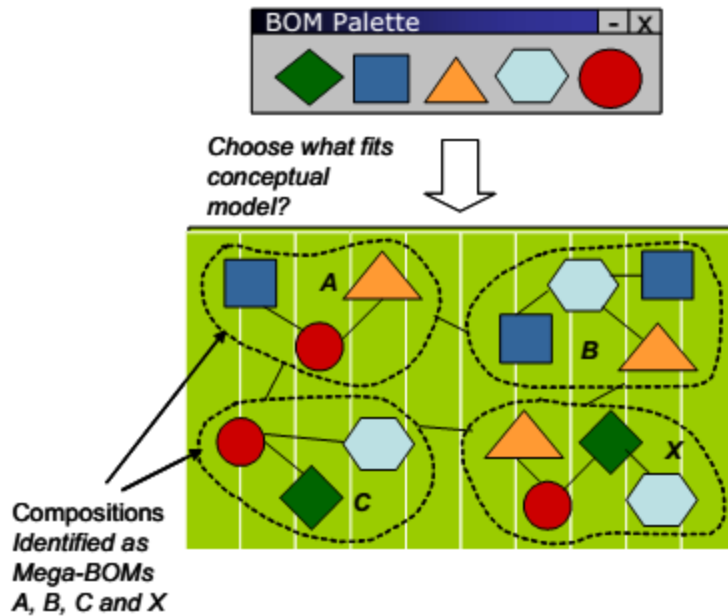 BOM Palette - X
Choose what fits
conceptual
model?
A
B
C
X
Compositions
Identified as
Mega-BOMs
A, B, C and X